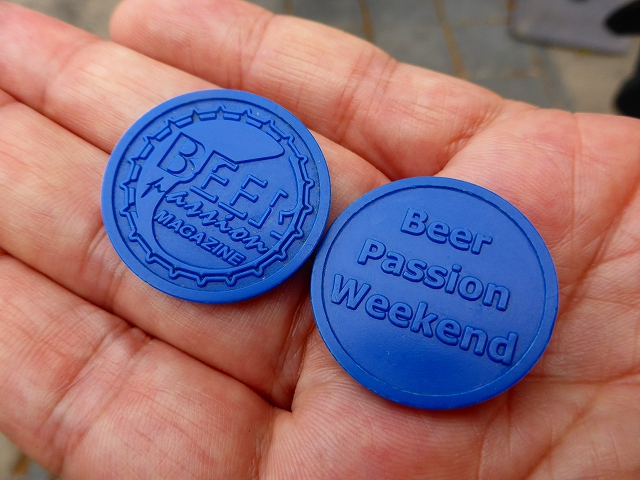 BEER
passion
MAGAZINE
Beer
Passion
Weekend